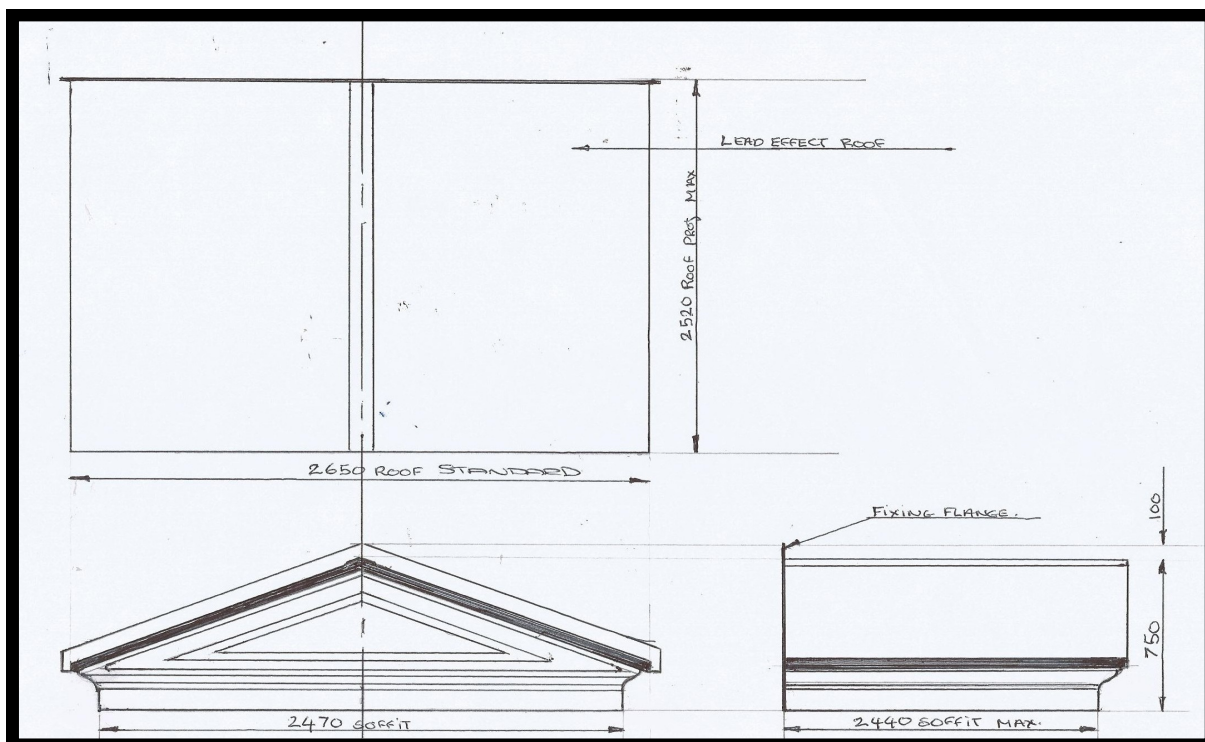 LEAD EFFECT ROOF
2520 ROOF PROJ MAX
2650 ROOF STANDARD
FIXING FLANGE.
100
750
2470 SOFFIT
2440 SOFFIT MAX.